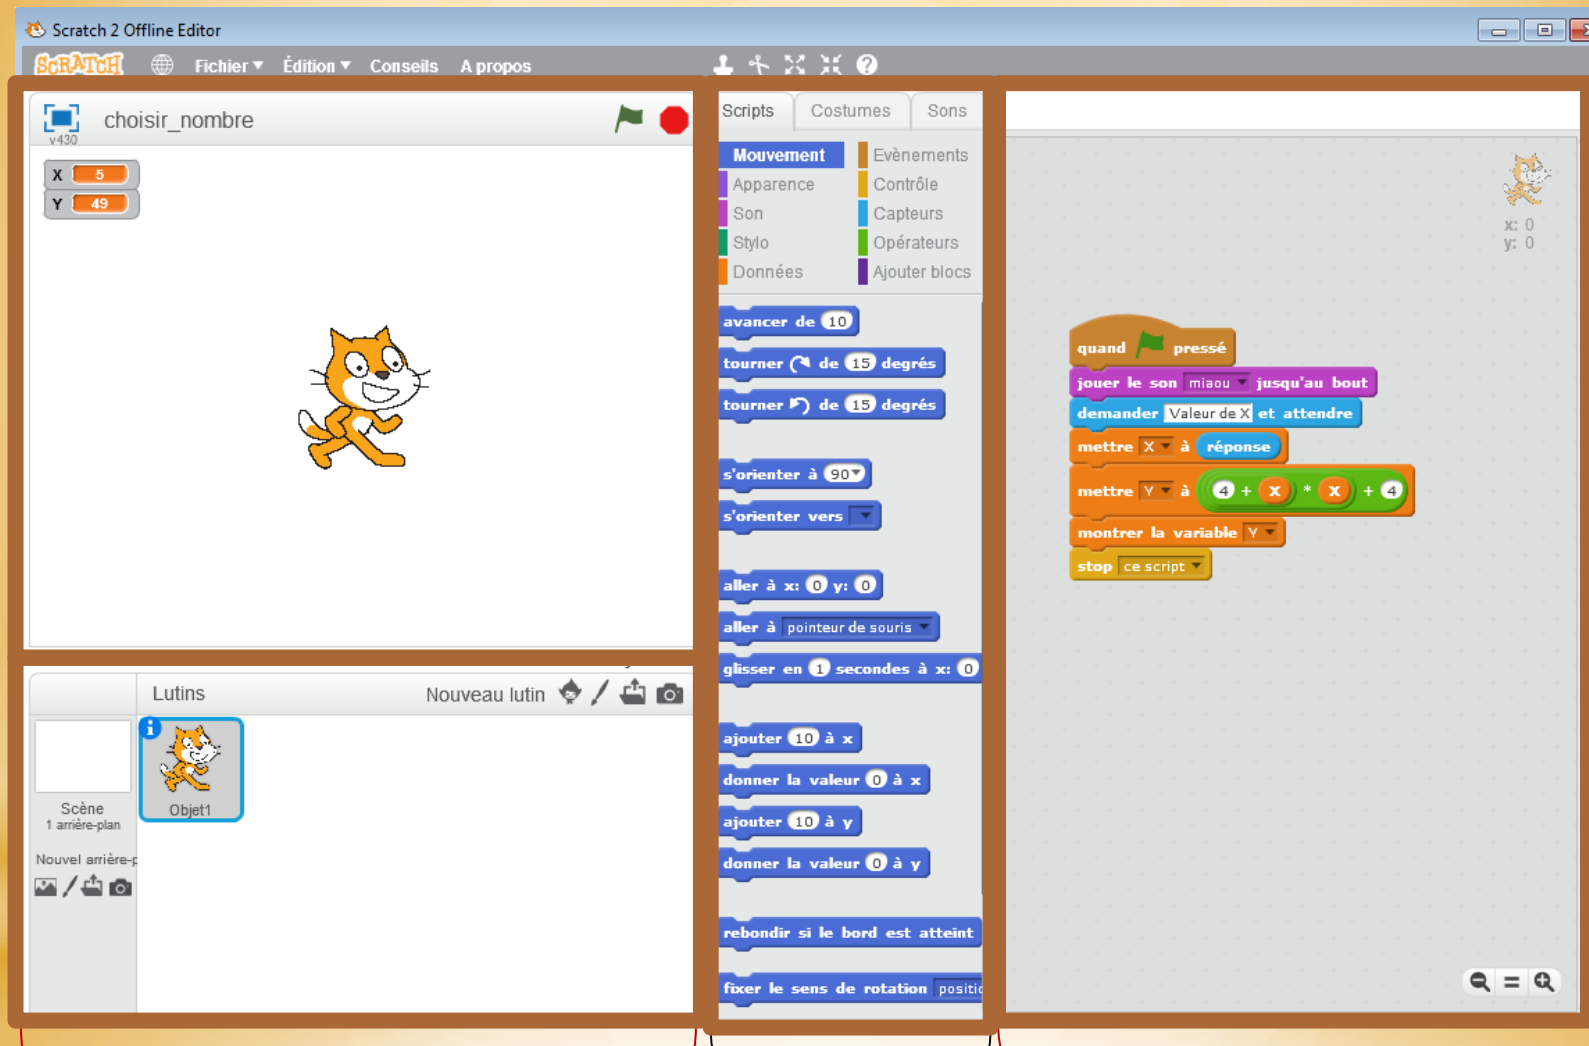 Scratch 2 Offline Editor
SCRATCH Fichier Édition Conseils A propos
choisir_nombre
v430
X 5
Y 49
Lutins Nouveau lutin
Scène
1 arrière-plan
Nouvel arrière-p
Objet1
Scripts Costumes Sons
Mouvement Evènements
Apparence Contrôle
Son Capteurs
Stylo Opérateurs
Données Ajouter blocs
avancer de 10
tourner de 15 degrés
tourner de 15 degrés
s'orienter à 90
s'orienter vers
aller à x: 0 y: 0
aller à pointeur de souris
glisser en 1 secondes à x: 0
ajouter 10 à x
donner la valeur 0 à x
ajouter 10 à y
donner la valeur 0 à y
rebondir si le bord est atteint
fixer le sens de rotation positio
x: 0
y: 0
quand pressé
jouer le son miaou jusqu'au bout
demander Valeur de X et attendre
mettre X à réponse
mettre Y à 4 + X * X + 4
montrer la variable Y
stop ce script